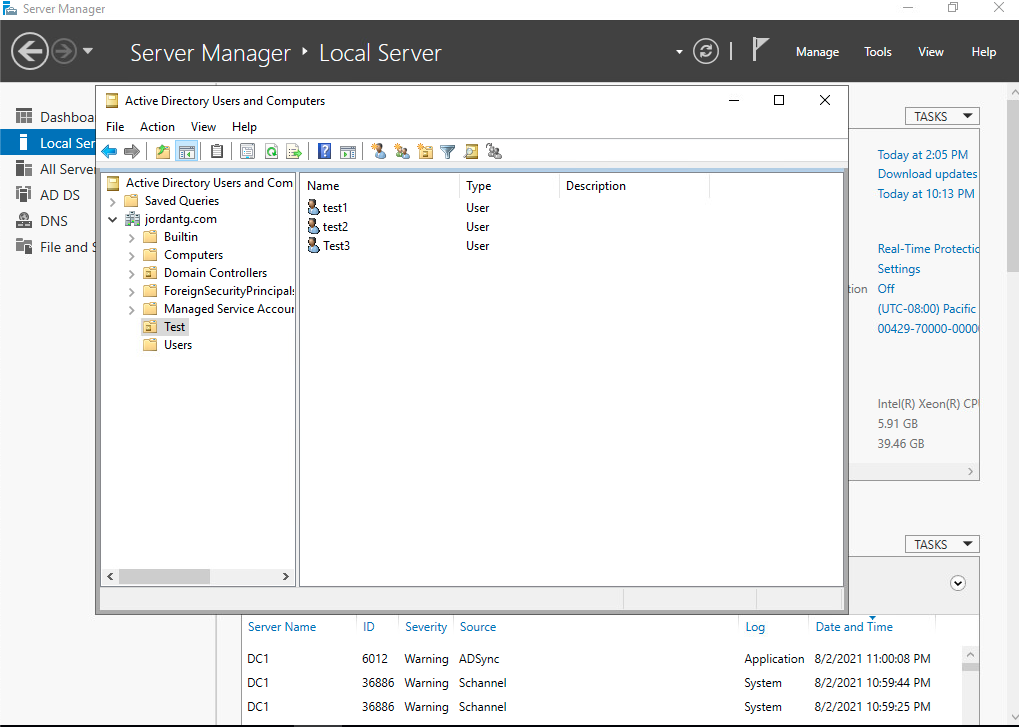 Server Manager
Server Manager ‣ Local Server
Manage Tools View Help
Active Directory Users and Computers
File Action View Help
Dashboa
Local Ser
All Server
AD DS
DNS
File and S
Active Directory Users and Com
Saved Queries
jordantg.com
Builtin
Computers
Domain Controllers
ForeignSecurityPrincipals
Managed Service Accour
Test
Users
Name Type Description
test1 User
test2 User
Test3 User
TASKS
Today at 2:05 PM
Download updates
Today at 10:13 PM
Real-Time Protectio
Settings
tion Off
(UTC-08:00) Pacific
00429-70000-0000
Intel(R) Xeon(R) CP
5.91 GB
39.46 GB
TASKS
Server Name ID Severity Source Log Date and Time
DC1 6012 Warning ADSync Application 8/2/2021 11:00:08 PM
DC1 36886 Warning Schannel System 8/2/2021 10:59:44 PM
DC1 36886 Warning Schannel System 8/2/2021 10:59:25 PM